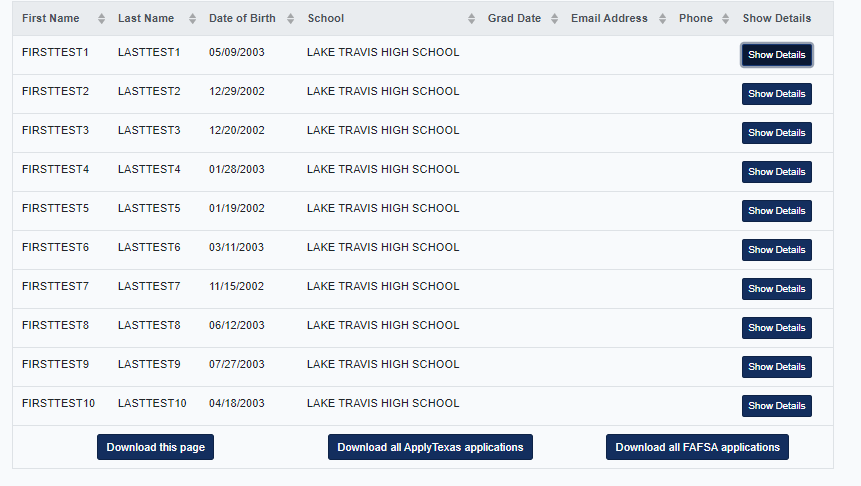 First Name Last Name Date of Birth School Grad Date Email Address Phone Show Details
FIRSTTEST1 LASTTEST1 05/09/2003 LAKE TRAVIS HIGH SCHOOL Show Details
FIRSTTEST2 LASTTEST2 12/29/2002 LAKE TRAVIS HIGH SCHOOL Show Details
FIRSTTEST3 LASTTEST3 12/20/2002 LAKE TRAVIS HIGH SCHOOL Show Details
FIRSTTEST4 LASTTEST4 01/28/2003 LAKE TRAVIS HIGH SCHOOL Show Details
FIRSTTEST5 LASTTEST5 01/19/2002 LAKE TRAVIS HIGH SCHOOL Show Details
FIRSTTEST6 LASTTEST6 03/11/2003 LAKE TRAVIS HIGH SCHOOL Show Details
FIRSTTEST7 LASTTEST7 11/15/2002 LAKE TRAVIS HIGH SCHOOL Show Details
FIRSTTEST8 LASTTEST8 06/12/2003 LAKE TRAVIS HIGH SCHOOL Show Details
FIRSTTEST9 LASTTEST9 07/27/2003 LAKE TRAVIS HIGH SCHOOL Show Details
FIRSTTEST10 LASTTEST10 04/18/2003 LAKE TRAVIS HIGH SCHOOL Show Details
Download this page Download all ApplyTexas applications Download all FAFSA applications